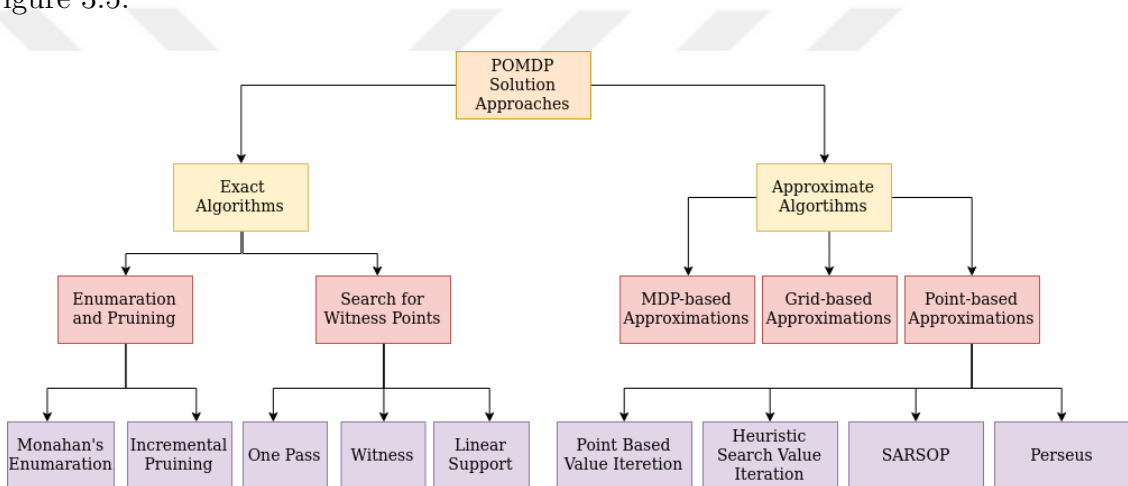 igure 3.5.
POMDP
Solution
Approaches
Exact
Algorithms
Approximate
Algortihms
Enumaration
and Pruining
Search for
Witness Points
MDP-based
Approximations
Grid-based
Approximations
Point-based
Approximations
Monahan's
Enumaration
Incremental
Pruining
One Pass
Witness
Linear
Support
Point Based
Value Iteretion
Heuristic
Search Value
Iteration
SARSOP
Perseus